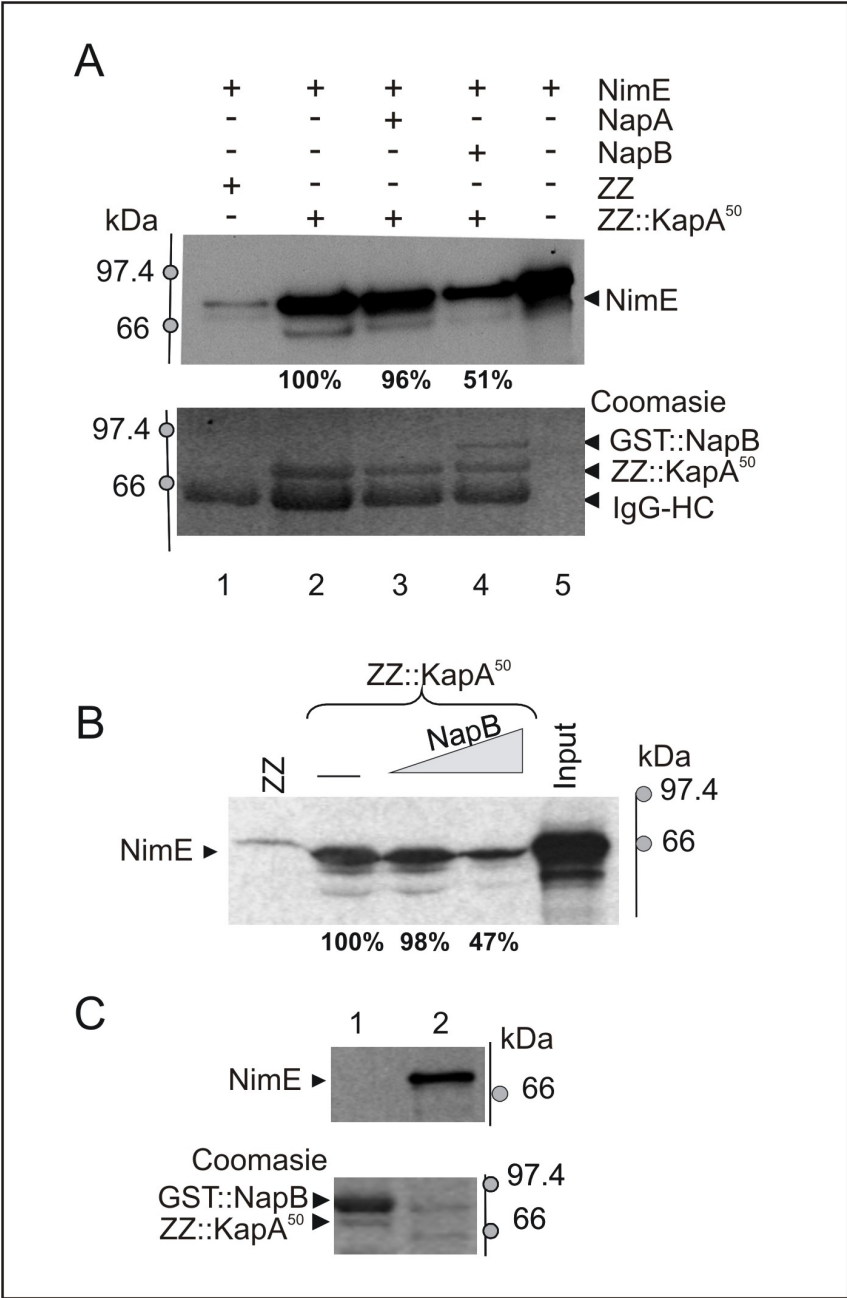 A
+ + + + + NimE
- - + - - NapA
- - - + - NapB
+ - - - - ZZ
kDa - + + + - ZZ::KapA⁵⁰
97.4
NimE
66
100% 96% 51%
Coomasie
97.4
GST::NapB
ZZ::KapA⁵⁰
66
IgG-HC
1 2 3 4 5
ZZ::KapA⁵⁰
B
ZZ — NapB Input
kDa
97.4
NimE 66
100% 98% 47%
C
1 2
kDa
NimE 66
Coomasie
97.4
GST::NapB
ZZ::KapA⁵⁰ 66